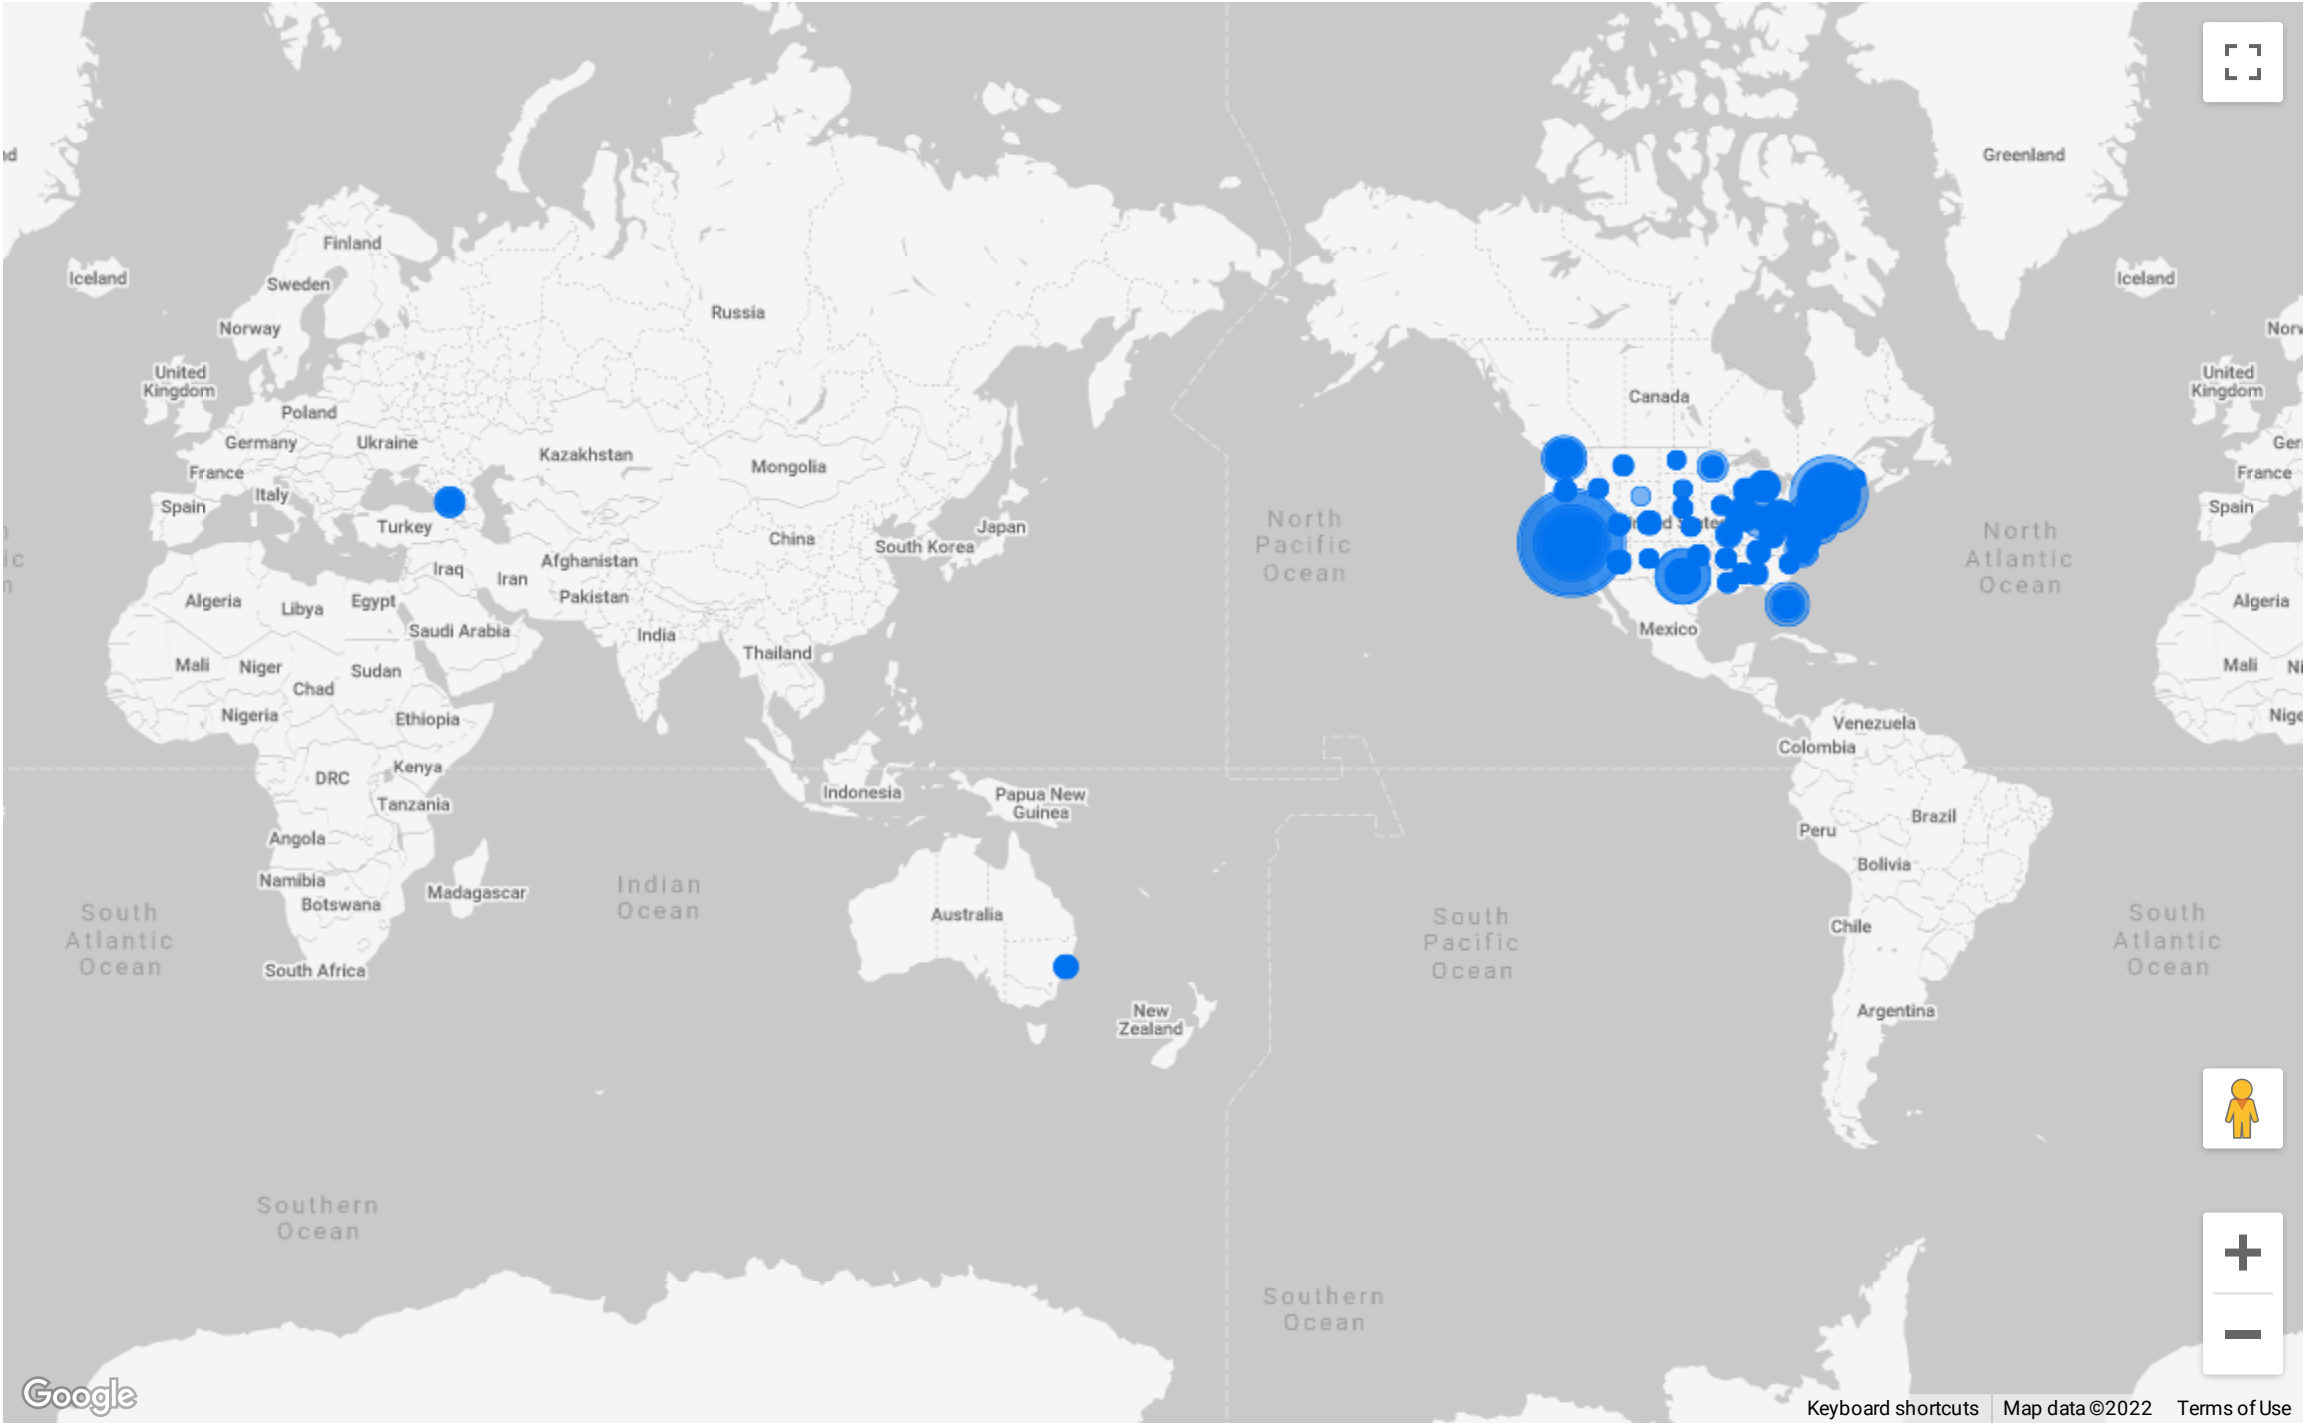 Greenland
Finland
Iceland
Sweden
Iceland
Russia
Norway
United
Kingdom
United
Kingdom
Canada
Poland
Germany
Ukraine
Kazakhstan
Mongolia
France
France
Italy
Spain
Spain
Turkey
Japan
China
South Korea
North
Pacific
Ocean
North
Atlantic
Ocean
Afghanistan
Iraq
Iran
Pakistan
Algeria
Libya
Egypt
Algeria
Saudi Arabia
India
Mexico
Thailand
Mali
Niger
Sudan
Mali
Chad
Nigeria
Ethiopia
Venezuela
Colombia
DRC
Kenya
Indonesia
Papua New
Guinea
Tanzania
Brazil
Peru
Angola
Bolivia
Namibia
Madagascar
Botswana
Indian
Ocean
Australia
South
Atlantic
Ocean
South
Pacific
Ocean
Chile
South
Atlantic
Ocean
South Africa
New
Zealand
Argentina
Southern
Ocean
Southern
Ocean
Google
Keyboard shortcuts
Map data ©2022
Terms of Use